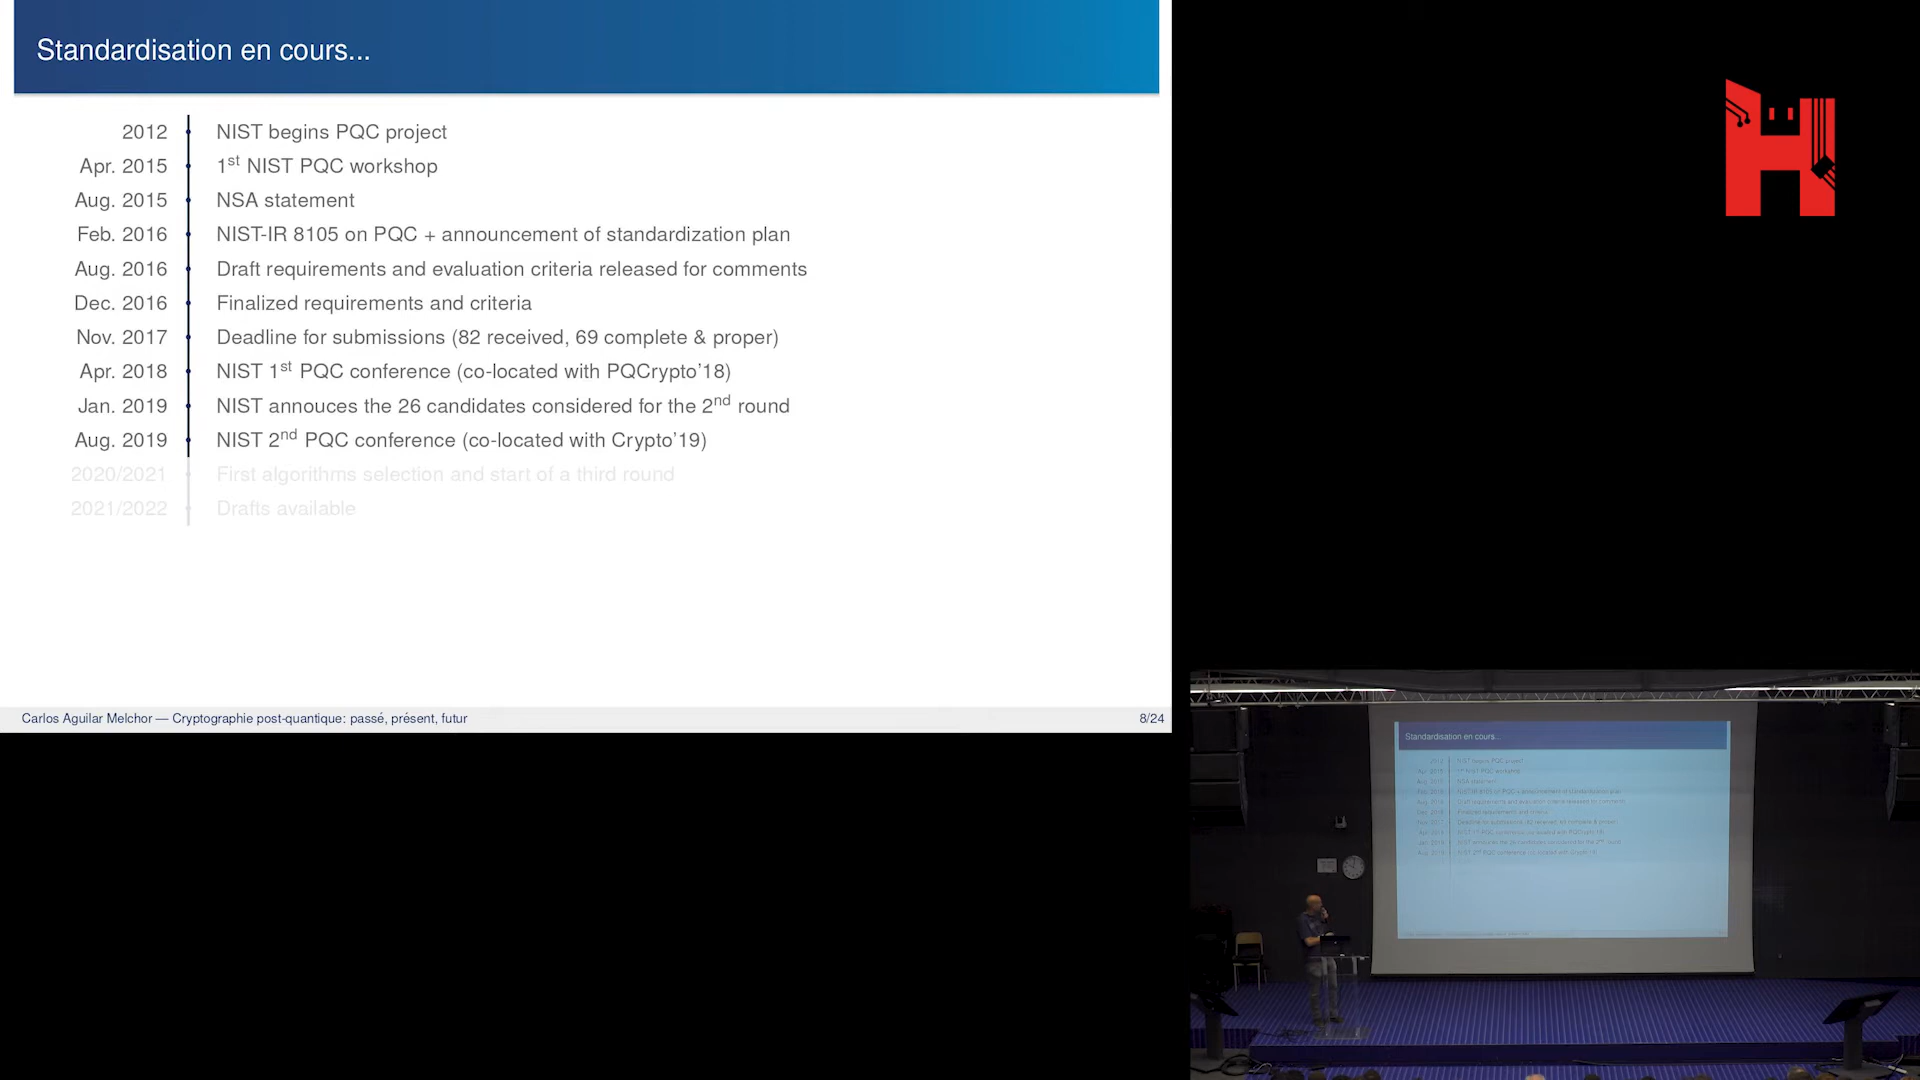 Standardisation en cours...
2012 NIST begins PQC project
Apr. 2015 1st NIST PQC workshop
Aug. 2015 NSA statement
Feb. 2016 NIST-IR 8105 on PQC + announcement of standardization plan
Aug. 2016 Draft requirements and evaluation criteria released for comments
Dec. 2016 Finalized requirements and criteria
Nov. 2017 Deadline for submissions (82 received, 69 complete & proper)
Apr. 2018 NIST 1st PQC conference (co-located with PQCrypto'18)
Jan. 2019 NIST annouces the 26 candidates considered for the 2nd round
Aug. 2019 NIST 2nd PQC conference (co-located with Crypto'19)
2020/2021 First algorithms selection and start of a third round
2021/2022 Drafts available
Carlos Aguilar Melchor — Cryptographie post-quantique: passé, présent, futur 8/24
H
Standardisation en cours...